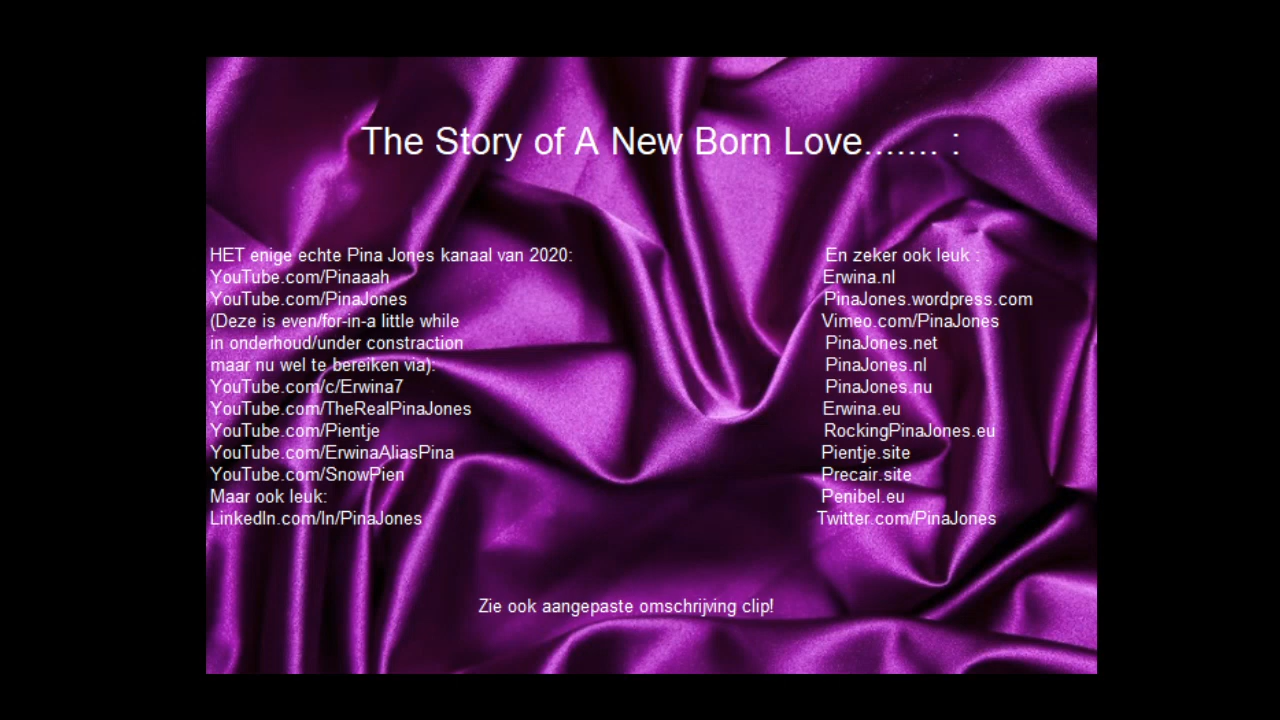 The Story of A New Born Love....... :
HET enige echte Pina Jones kanaal van 2020:
YouTube.com/Pinaaah
YouTube.com/PinaJones
(Deze is even/for-in-a little while
in onderhoud/under constraction
maar nu wel te bereiken via):
YouTube.com/c/Erwina7
YouTube.com/TheRealPinaJones
YouTube.com/Pientje
YouTube.com/ErwinaAliasPina
YouTube.com/SnowPien
Maar ook leuk:
LinkedIn.com/In/PinaJones
En zeker ook leuk :
Erwina.nl
PinaJones.wordpress.com
Vimeo.com/PinaJones
PinaJones.net
PinaJones.nl
PinaJones.nu
Erwina.eu
RockingPinaJones.eu
Pientje.site
Precair.site
Penibel.eu
Twitter.com/PinaJones
Zie ook aangepaste omschrijving clip!